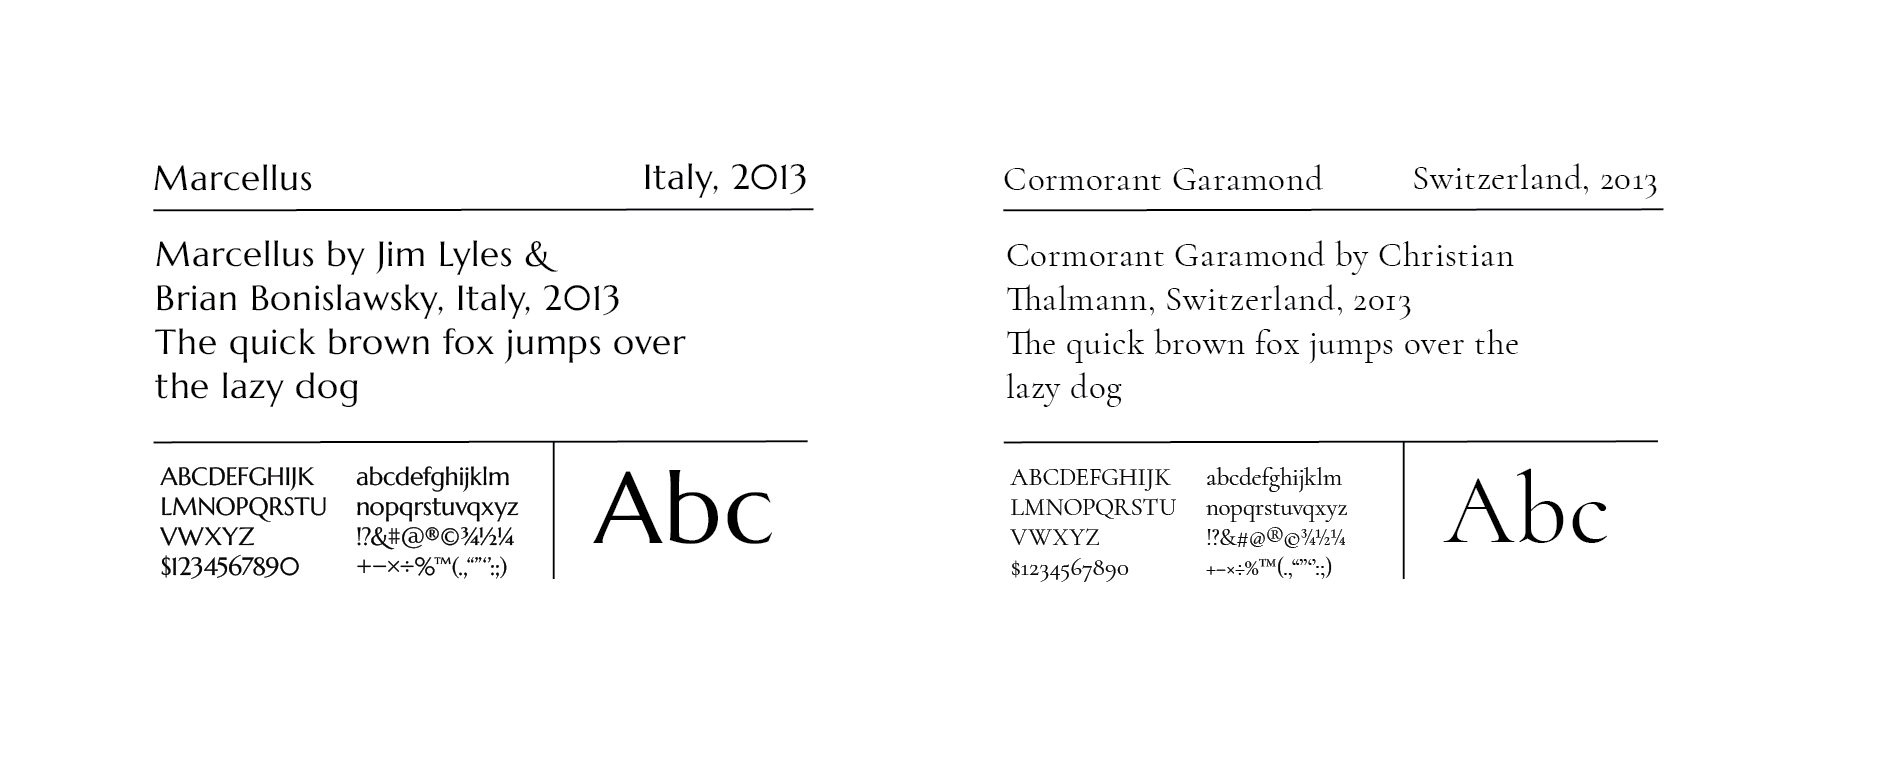 Marcellus
Italy, 2013
Marcellus by Jim Lyles &
Brian Bonislawsky, Italy, 2013
The quick brown fox jumps over
the lazy dog
ABCDEFGHIJK
LMNOPQRSTU
VWXYZ
$1234567890
abcdefghijklm
nopqrstuvqxyz
!?&#@®©¾½¼
+−×÷%™(.,“”‘’:;)
Abc
Cormorant Garamond
Switzerland, 2013
Cormorant Garamond by Christian
Thalmann, Switzerland, 2013
The quick brown fox jumps over the
lazy dog
ABCDEFGHIJK
LMNOPQRSTU
VWXYZ
$1234567890
abcdefghijklm
nopqrstuvqxyz
!?&#@®©¾½¼
+−×÷%™(.,“”‘’:;)
Abc